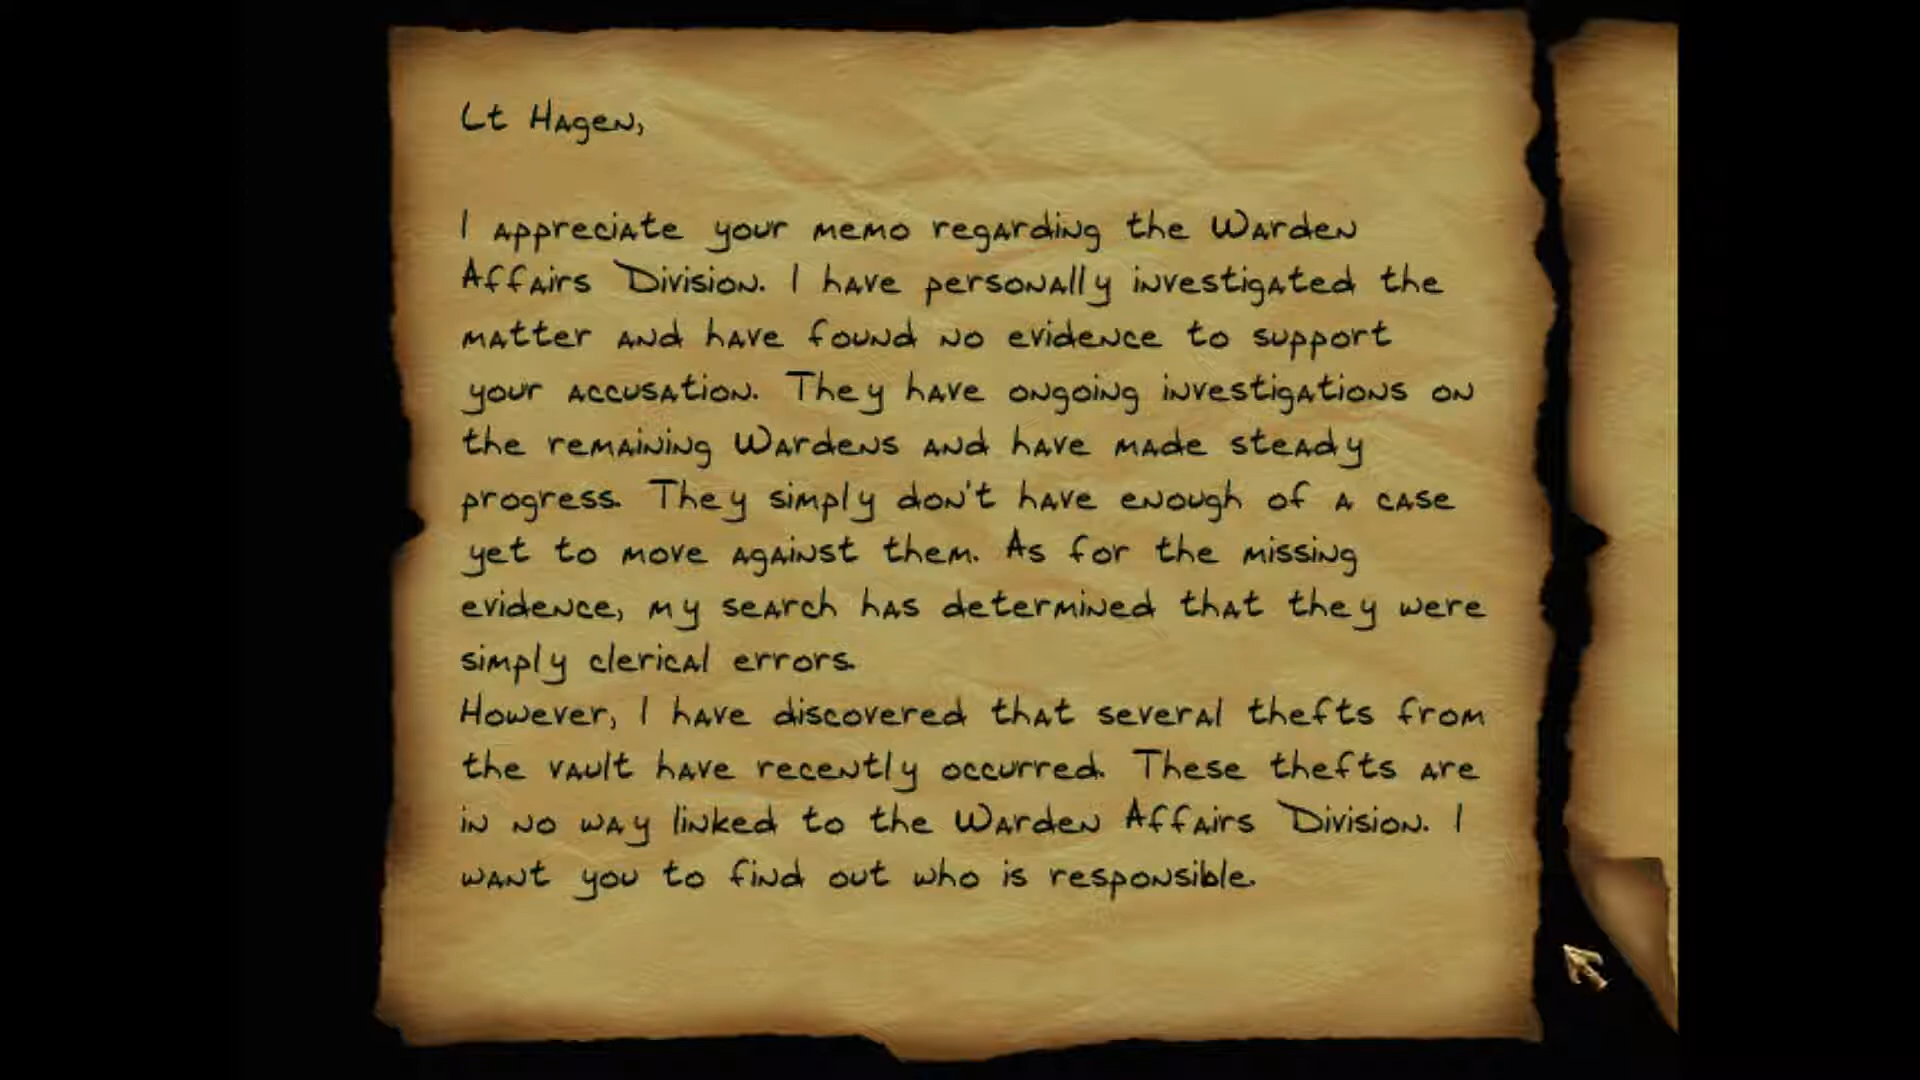 Lt Hagen,
I appreciate your memo regarding the Warden
Affairs Division. I have personally investigated the
matter and have found no evidence to support
your accusation. They have ongoing investigations on
the remaining Wardens and have made steady
progress. They simply don't have enough of a case
yet to move against them. As for the missing
evidence, my search has determined that they were
simply clerical errors.
However, I have discovered that several thefts from
the vault have recently occurred. These thefts are
in no way linked to the Warden Affairs Division. I
want you to find out who is responsible.